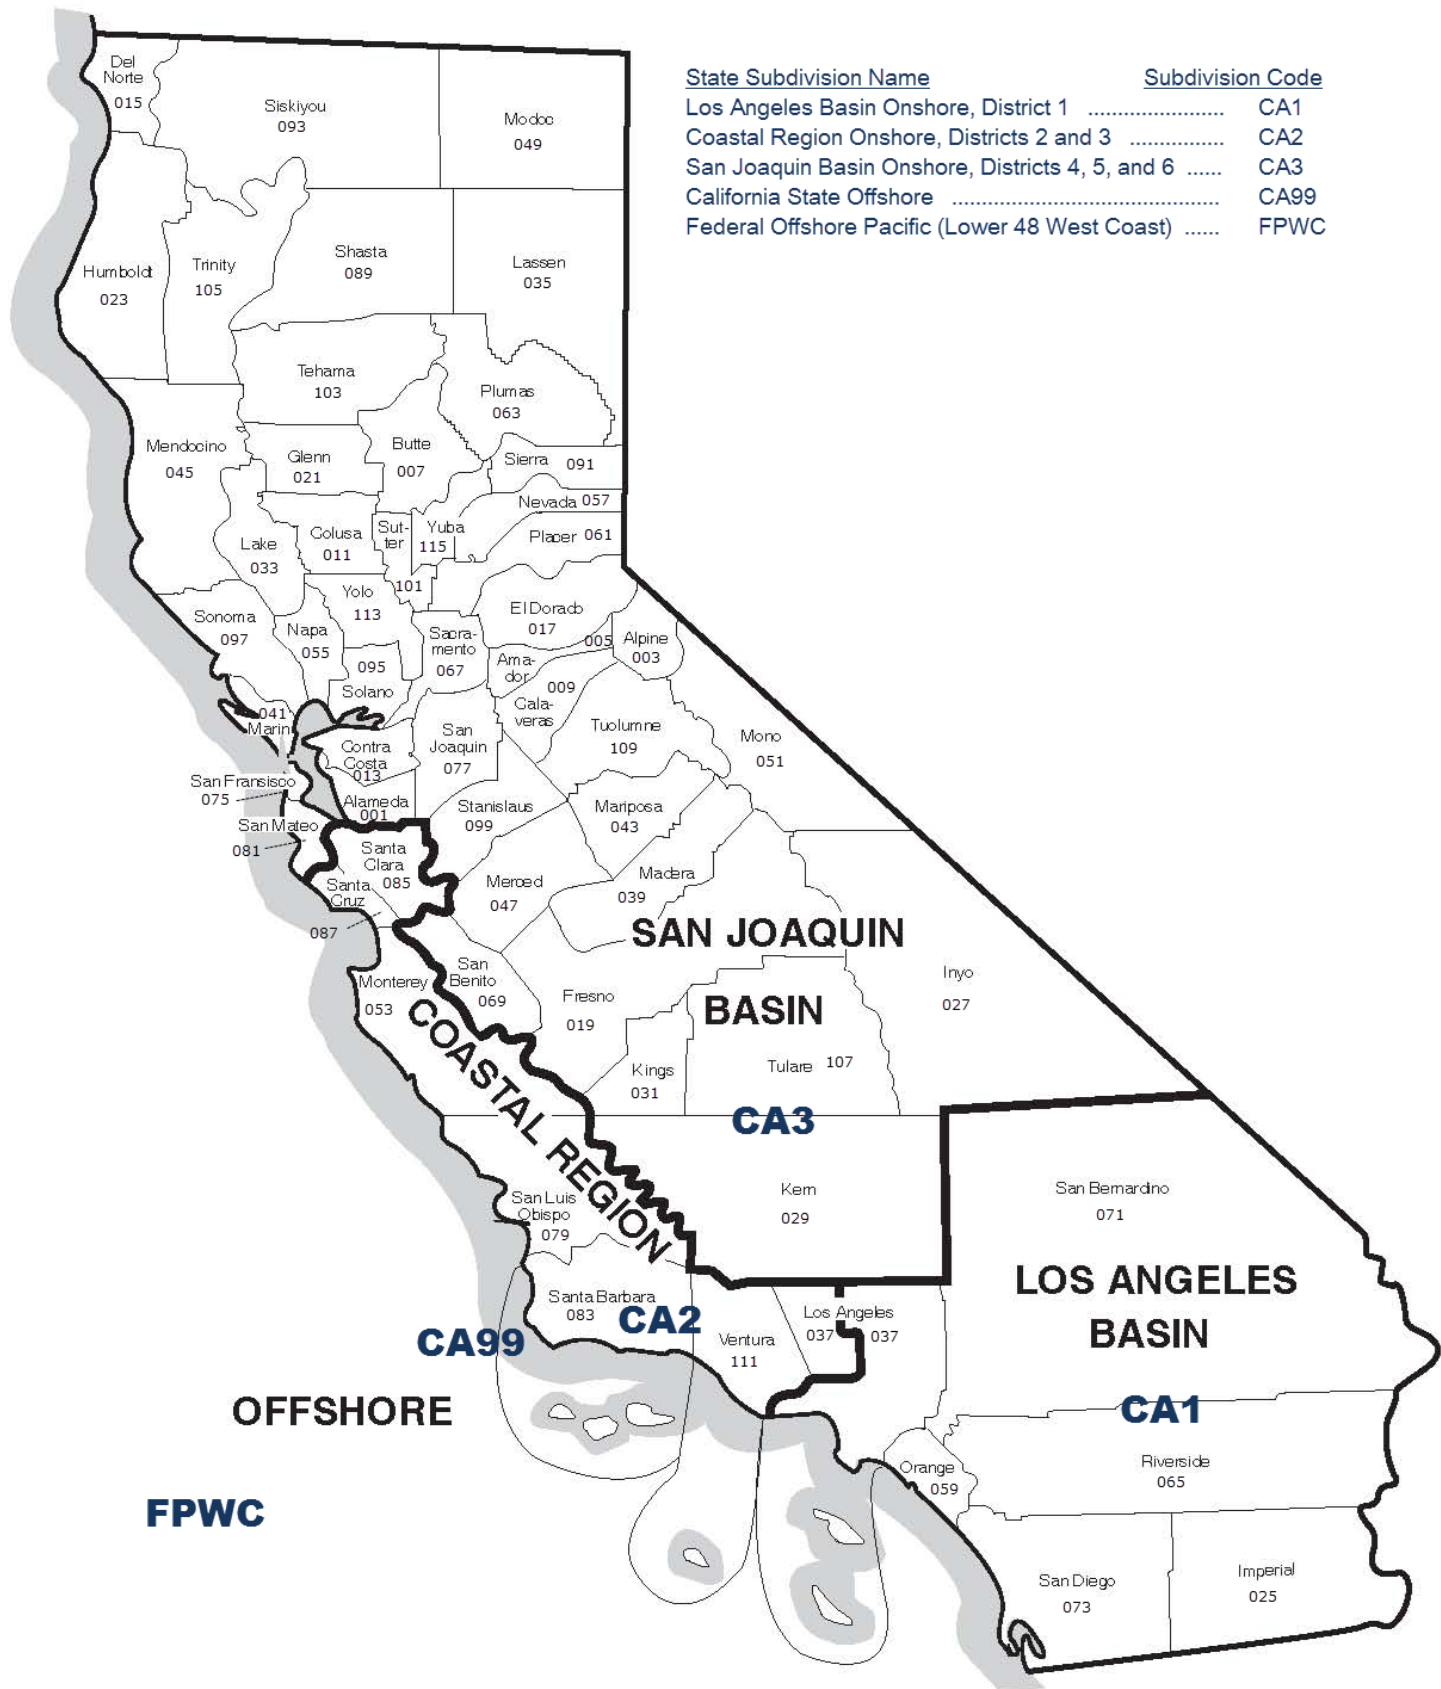 State Subdivision Name Subdivision Code
Los Angeles Basin Onshore, District 1 ....................... CA1
Coastal Region Onshore, Districts 2 and 3 ................ CA2
San Joaquin Basin Onshore, Districts 4, 5, and 6 ...... CA3
California State Offshore ............................................ CA99
Federal Offshore Pacific (Lower 48 West Coast) ...... FPWC
Del
Norte
015
Siskiyou
093
Modoc
049
Humboldt
023
Trinity
105
Shasta
089
Lassen
035
Tehama
103
Plumas
063
Mendocino
045
Glenn
021
Butte
007
Sierra 091
Nevada 057
Placer 061
Lake
033
Colusa
011
Sut-
ter
101
Yuba
115
Yolo
113
El Dorado
017
Sonoma
097
Napa
055
095
Solano
Sacra-
mento
067
Ama-
dor
005
Alpine
003
009
Cala-
veras
041
Marin
Contra
Costa
013
San
Joaquin
077
Tuolumne
109
Mono
051
San Fransisco
075
Alameda
001
San Mateo
081
Stanislaus
099
Mariposa
043
Santa
Clara
085
Santa
Cruz
087
Merced
047
Madera
039
SAN JOAQUIN
BASIN
CA3
San
Benito
069
Monterey
053
Fresno
019
Inyo
027
Kings
031
Tulare 107
COASTAL REGION
Kern
029
San Bernardino
071
San Luis
Obispo
079
Santa Barbara
083
CA2
CA99
Ventura
111
Los Angeles
037 037
LOS ANGELES
BASIN
CA1
OFFSHORE
FPWC
Orange
059
Riverside
065
San Diego
073
Imperial
025